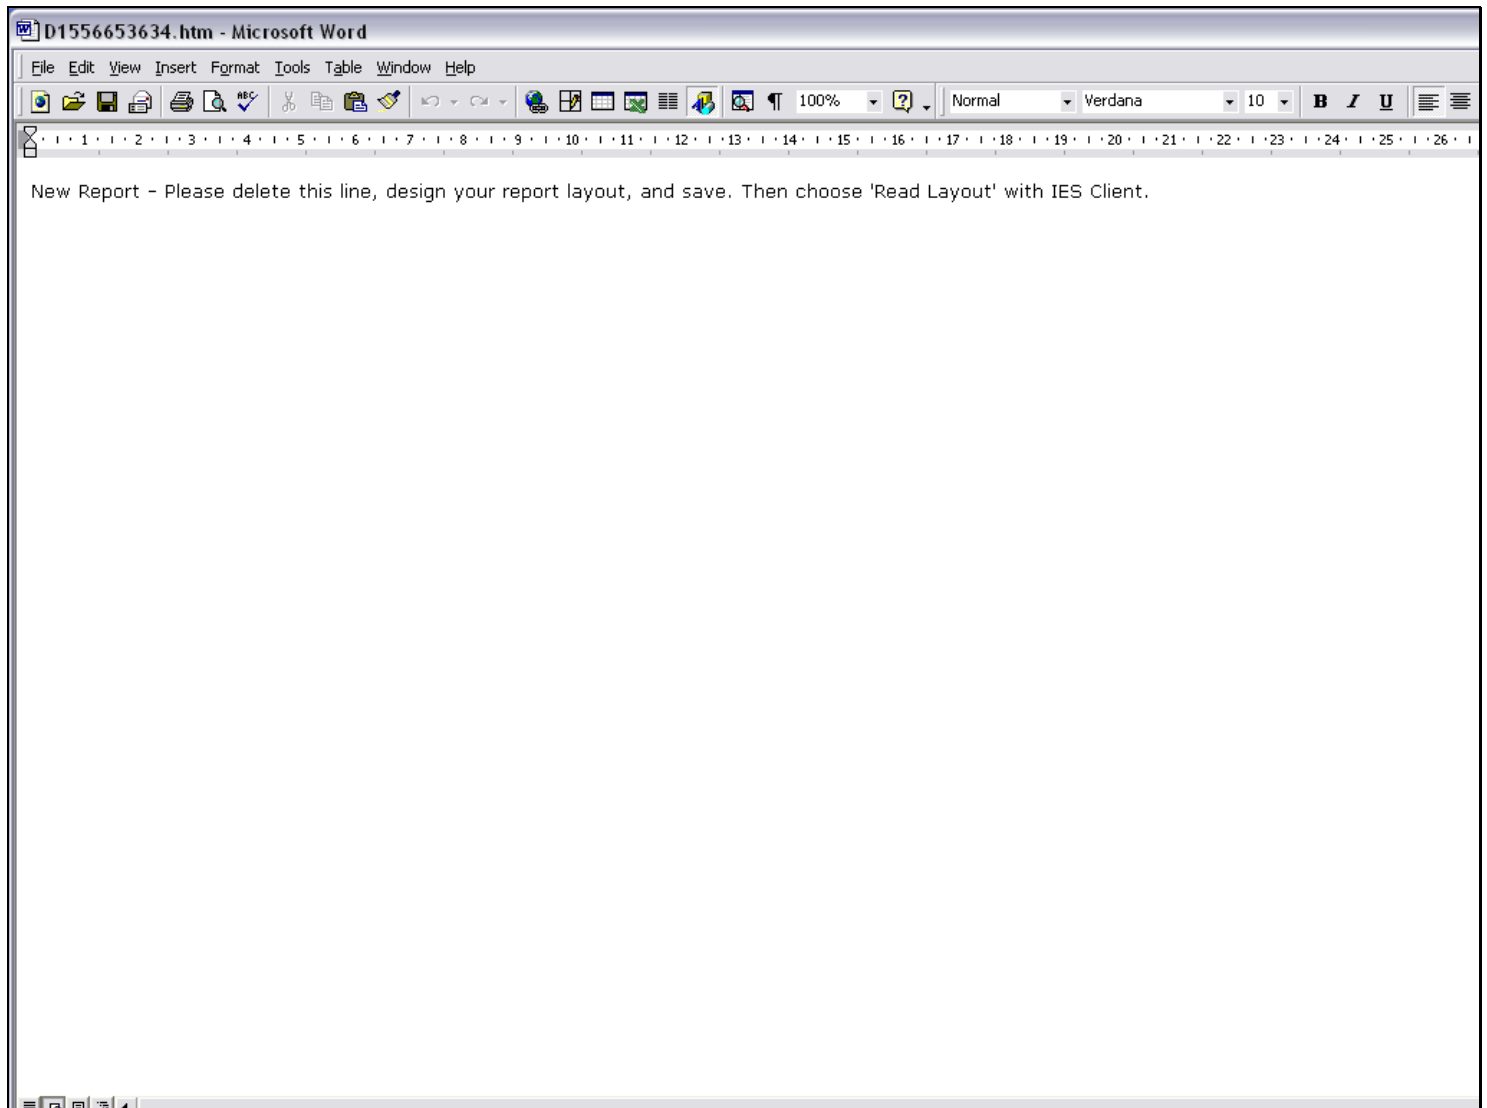 D1556653634.htm - Microsoft Word
File Edit View Insert Format Tools Table Window Help
ABC 100% Normal Verdana 10 B I U
1 2 3 4 5 6 7 8 9 10 11 12 13 14 15 16 17 18 19 20 21 22 23 24 25 26
New Report - Please delete this line, design your report layout, and save. Then choose 'Read Layout' with IES Client.